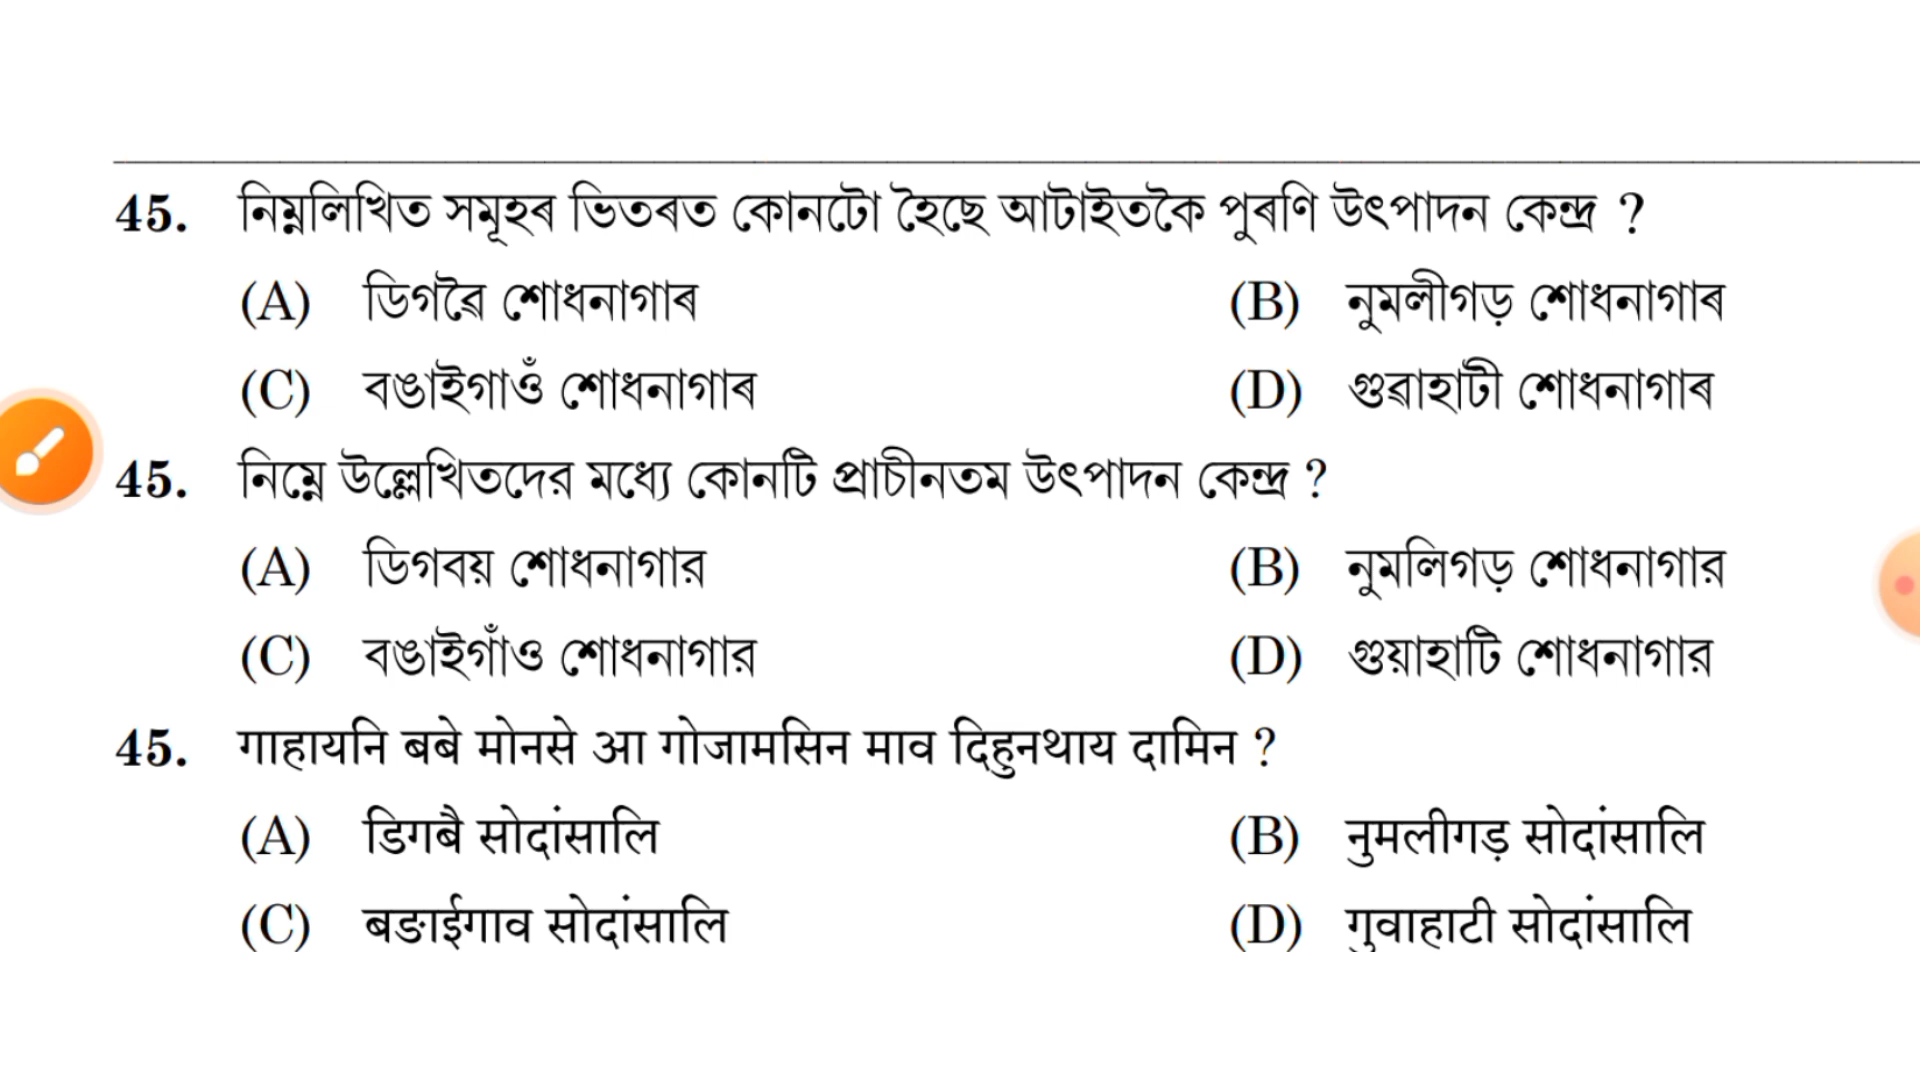 45. নিম্নলিখিত সমূহৰ ভিতৰত কোনটো হৈছে আটাইতকৈ পুৰণি উৎপাদন কেন্দ্ৰ ?
(A) ডিগৱৈ শোধনাগাৰ (B) নুমলীগড় শোধনাগাৰ
(C) বঙাইগাওঁ শোধনাগাৰ (D) গুৱাহাটী শোধনাগাৰ
45. নিম্নে উল্লেখিতদের মধ্যে কোনটি প্রাচীনতম উৎপাদন কেন্দ্র ?
(A) ডিগবয় শোধনাগার (B) নুমলিগড় শোধনাগার
(C) বঙাইগাঁও শোধনাগার (D) গুয়াহাটি শোধনাগার
45. गाहायनि बबे मोनसे आ गोजामसिन माव दिहुनथाय दामिन ?
(A) डिगबै सोदांसालि (B) नुमलीगड़ सोदांसालि
(C) बङाईगाव सोदांसालि (D) गुवाहाटी सोदांसालि